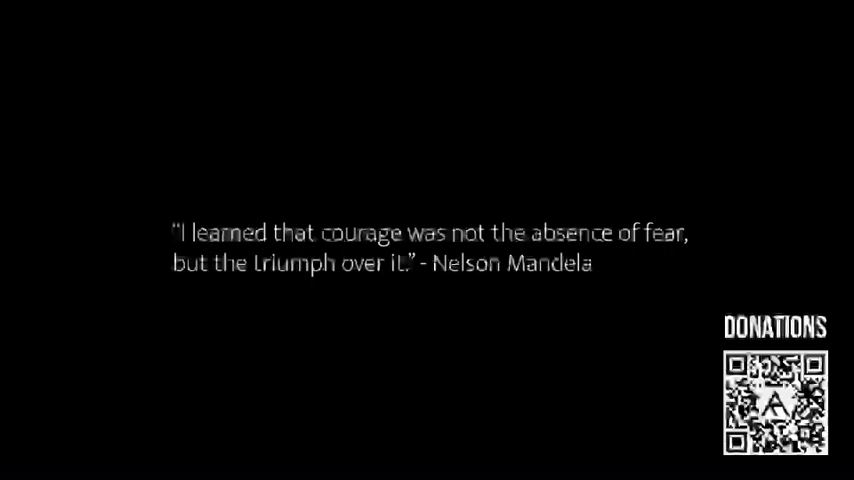 "I learned that courage was not the absence of fear,
but the triumph over it.” - Nelson Mandela
DONATIONS
A